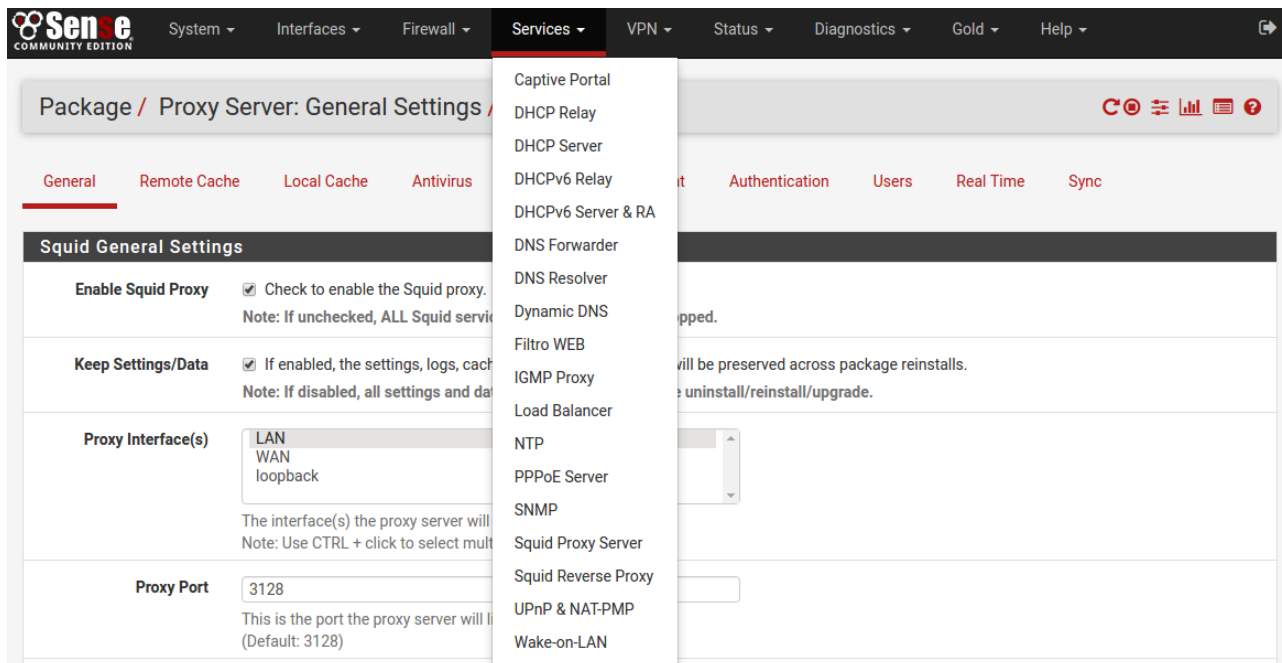 Sense
COMMUNITY EDITION
System Interfaces Firewall Services VPN Status Diagnostics Gold Help
Package / Proxy Server: General Settings /
General Remote Cache Local Cache Antivirus Authentication Users Real Time Sync
Squid General Settings
Enable Squid Proxy Check to enable the Squid proxy.
Note: If unchecked, ALL Squid
Keep Settings/Data If enabled, the settings, logs, will be preserved across package reinstalls.
Note: If disabled, all settings and uninstall/reinstall/upgrade.
Proxy Interface(s) LAN
WAN
loopback
The interface(s) the proxy server will
Note: Use CTRL + click to select
Proxy Port 3128
This is the port the proxy server will
(Default: 3128)
Captive Portal
DHCP Relay
DHCP Server
DHCPv6 Relay
DHCPv6 Server & RA
DNS Forwarder
DNS Resolver
Dynamic DNS
Filtro WEB
IGMP Proxy
Load Balancer
NTP
PPPoE Server
SNMP
Squid Proxy Server
Squid Reverse Proxy
UPnP & NAT-PMP
Wake-on-LAN